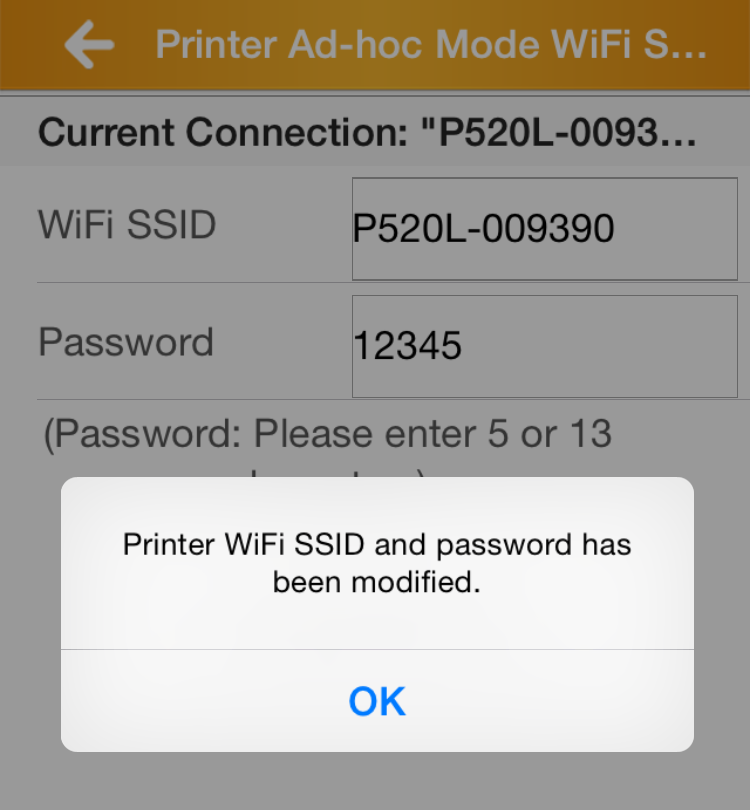 Printer Ad-hoc Mode WiFi S...
Current Connection: "P520L-0093...
WiFi SSID
P520L-009390
Password
12345
(Password: Please enter 5 or 13
Printer WiFi SSID and password has
been modified.
OK